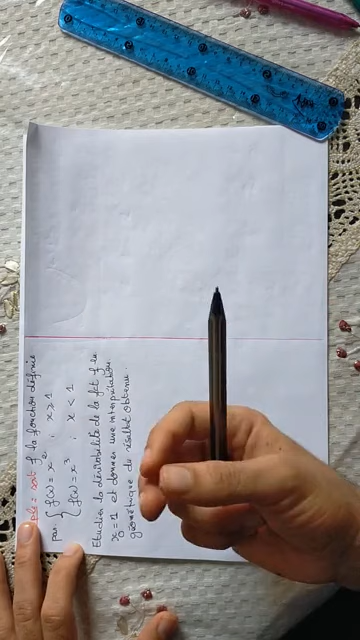 ple = soit f la fonction définie
par { f(x) = x² ; x ⩾ 1
f(x) = x³ ; x < 1
Etudier la dérivabilité de la fct f en
x = 1 et donner une interprétation
géométrique du résultat obtenu.